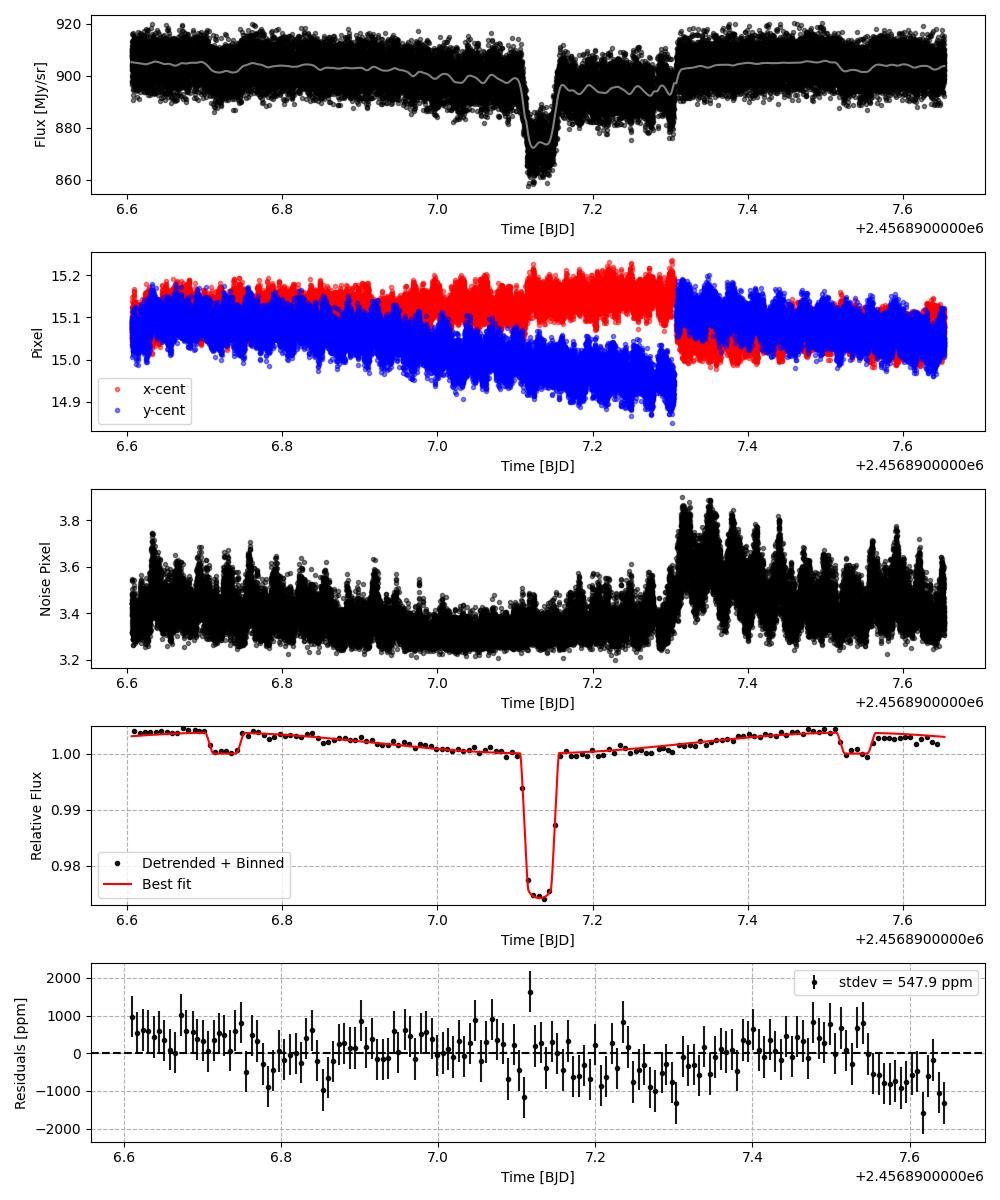 920
900
880
860
Flux [MJy/sr]
6.6 6.8 7.0 7.2 7.4 7.6
Time [BJD]
+2.4568900000e6
15.2
15.1
15.0
14.9
Pixel
x-cent
y-cent
6.6 6.8 7.0 7.2 7.4 7.6
Time [BJD]
+2.4568900000e6
3.8
3.6
3.4
3.2
Noise Pixel
6.6 6.8 7.0 7.2 7.4 7.6
Time [BJD]
+2.4568900000e6
1.00
0.99
0.98
Relative Flux
Detrended + Binned
Best fit
6.6 6.8 7.0 7.2 7.4 7.6
Time [BJD]
+2.4568900000e6
2000
1000
0
−1000
−2000
Residuals [ppm]
stdev = 547.9 ppm
6.6 6.8 7.0 7.2 7.4 7.6
Time [BJD]
+2.4568900000e6